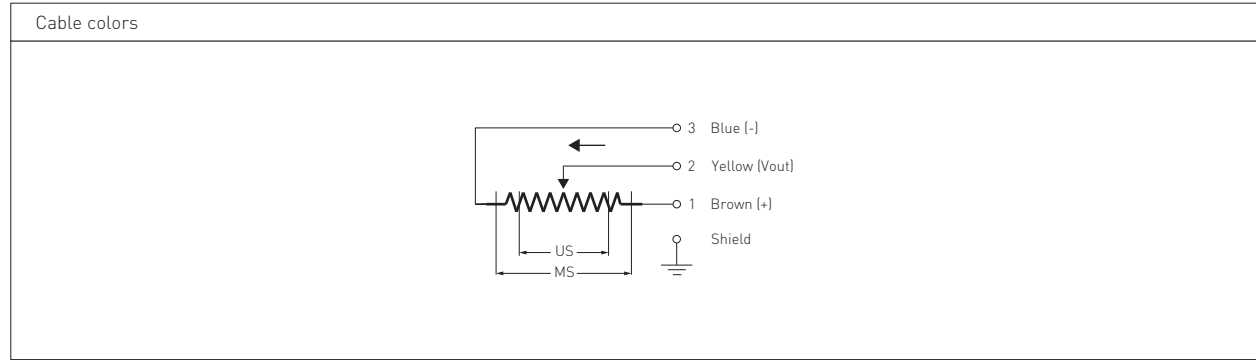 Cable colors
3 Blue (-)
2 Yellow (Vout)
1 Brown (+)
Shield
US
MS